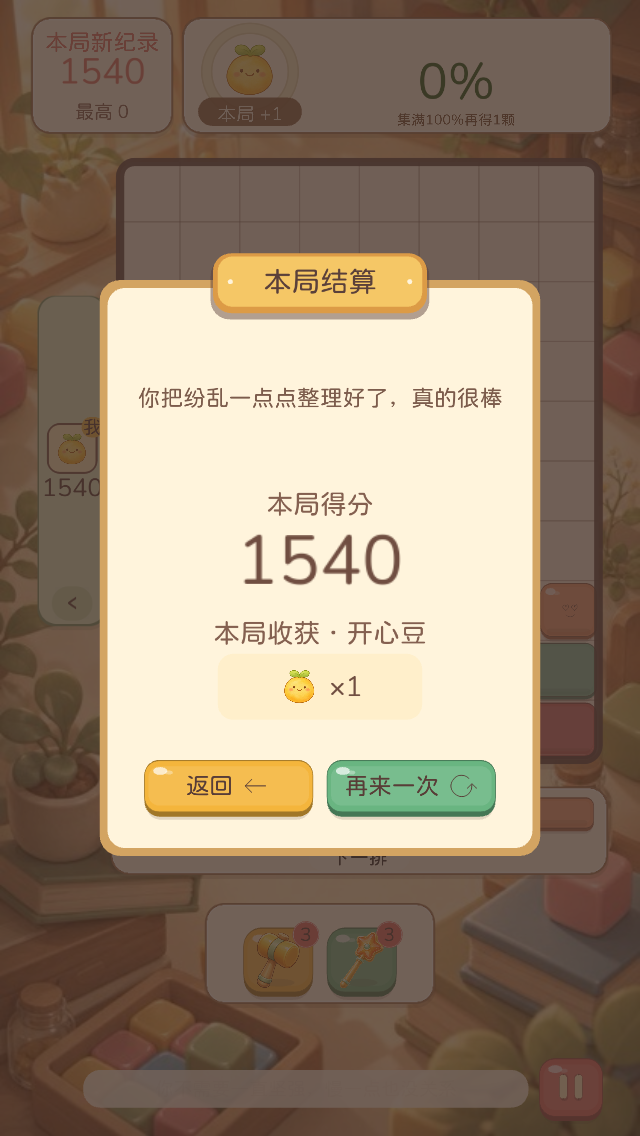 本局新纪录
1540
最高 0
本局 +1
0%
集满100%再得1颗
本局结算
你把纷乱一点点整理好了，真的很棒
我
1540
<
本局得分
1540
本局收获 · 开心豆
×1
返回 ←
再来一次
下一排
3
3